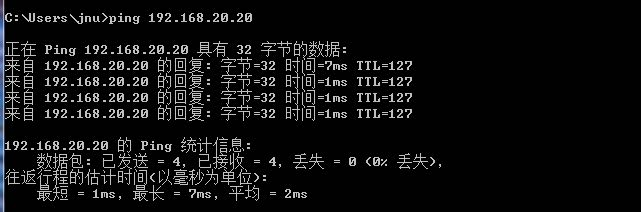 C:\Users\jnu>ping 192.168.20.20
正在 Ping 192.168.20.20 具有 32 字节的数据:
来自 192.168.20.20 的回复: 字节=32 时间=7ms TTL=127
来自 192.168.20.20 的回复: 字节=32 时间=1ms TTL=127
来自 192.168.20.20 的回复: 字节=32 时间=1ms TTL=127
来自 192.168.20.20 的回复: 字节=32 时间=1ms TTL=127
192.168.20.20 的 Ping 统计信息:
数据包: 已发送 = 4, 已接收 = 4, 丢失 = 0 (0% 丢失),
往返行程的估计时间(以毫秒为单位):
最短 = 1ms, 最长 = 7ms, 平均 = 2ms